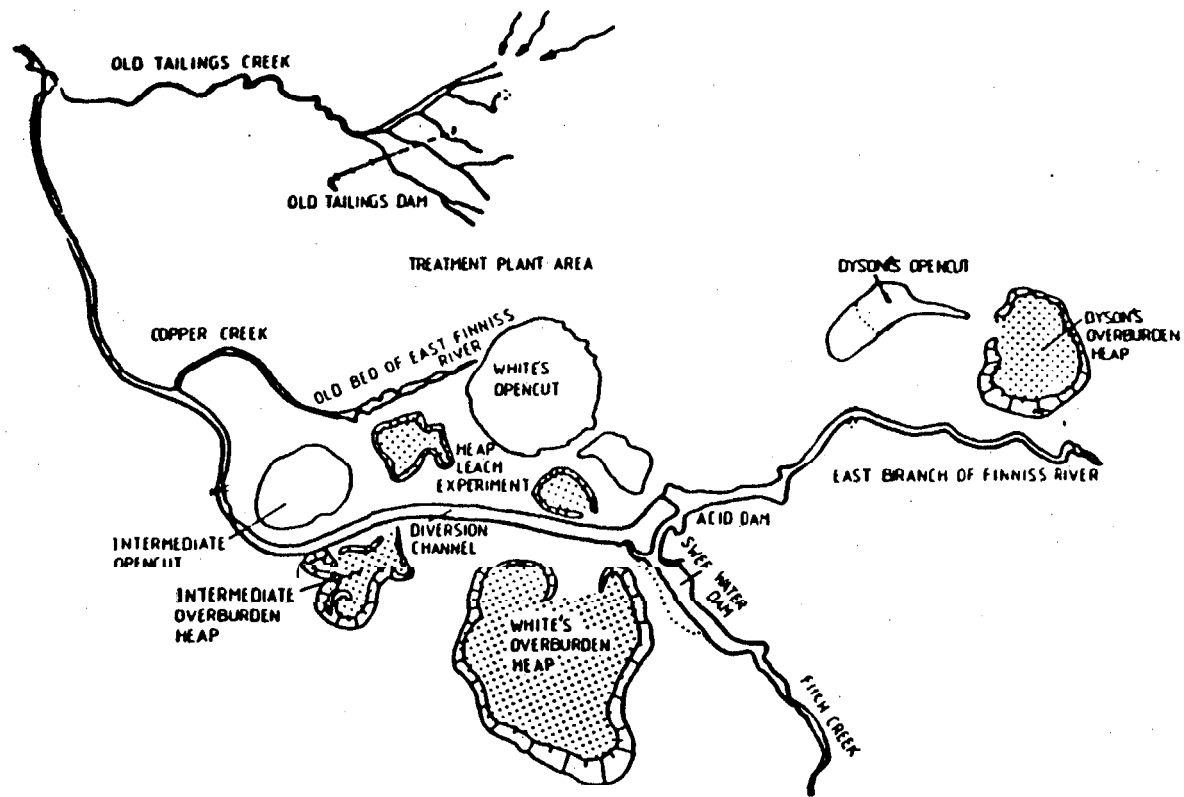 OLD TAILINGS CREEK
OLD TAILINGS DAM
TREATMENT PLANT AREA
DYSON'S OPENCUT
DYSON'S
OVERBURDEN
HEAP
COPPER CREEK
OLD BED OF EAST FINNISS
RIVER
WHITE'S
OPENCUT
HEAP
LEACH
EXPERIMENT
EAST BRANCH OF FINNISS RIVER
ACID DAM
DIVERSION
CHANNEL
INTERMEDIATE
OPENCUT
SWEE WATER
DAM
INTERMEDIATE
OVERBURDEN
HEAP
WHITE'S
OVERBURDEN
HEAP
FITCH CREEK